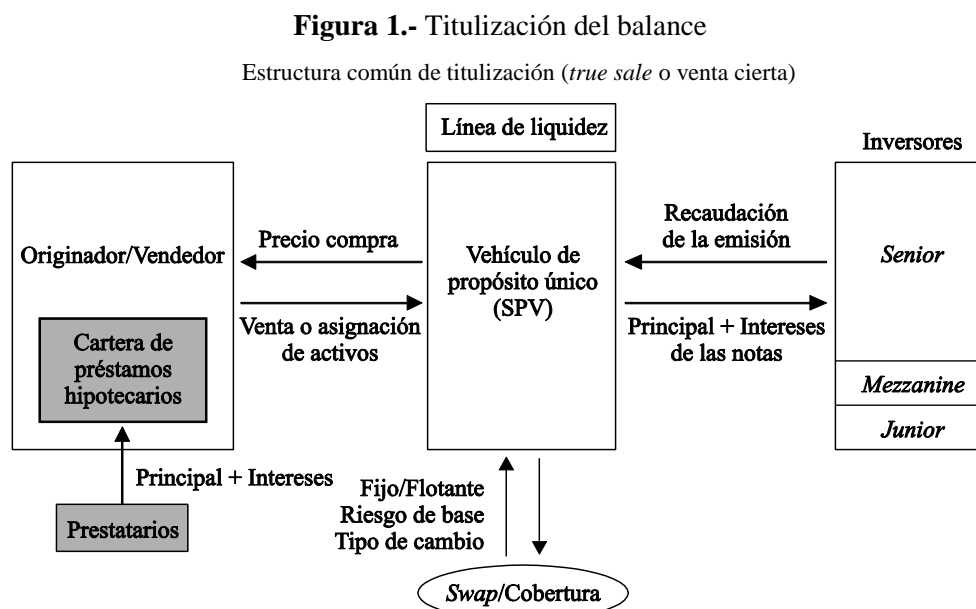 Figura 1.- Titulización del balance
Estructura común de titulización (true sale o venta cierta)
Línea de liquidez
Inversores
Originador/Vendedor
Precio compra
Venta o asignación
de activos
Vehículo de
propósito único
(SPV)
Recaudación
de la emisión
Principal + Intereses
de las notas
Senior
Mezzanine
Junior
Cartera de
préstamos
hipotecarios
Principal + Intereses
Prestatarios
Fijo/Flotante
Riesgo de base
Tipo de cambio
Swap/Cobertura